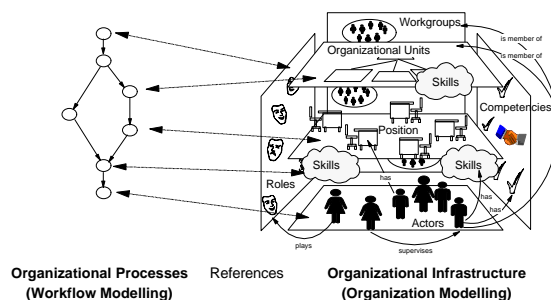 Workgroups
is member of
Organizational Units
is member of
Skills
Competencies
Position
Skills
Skills
Roles
has
has
has
Actors
plays
supervises
Organizational Processes
(Workflow Modelling)
References
Organizational Infrastructure
(Organization Modelling)